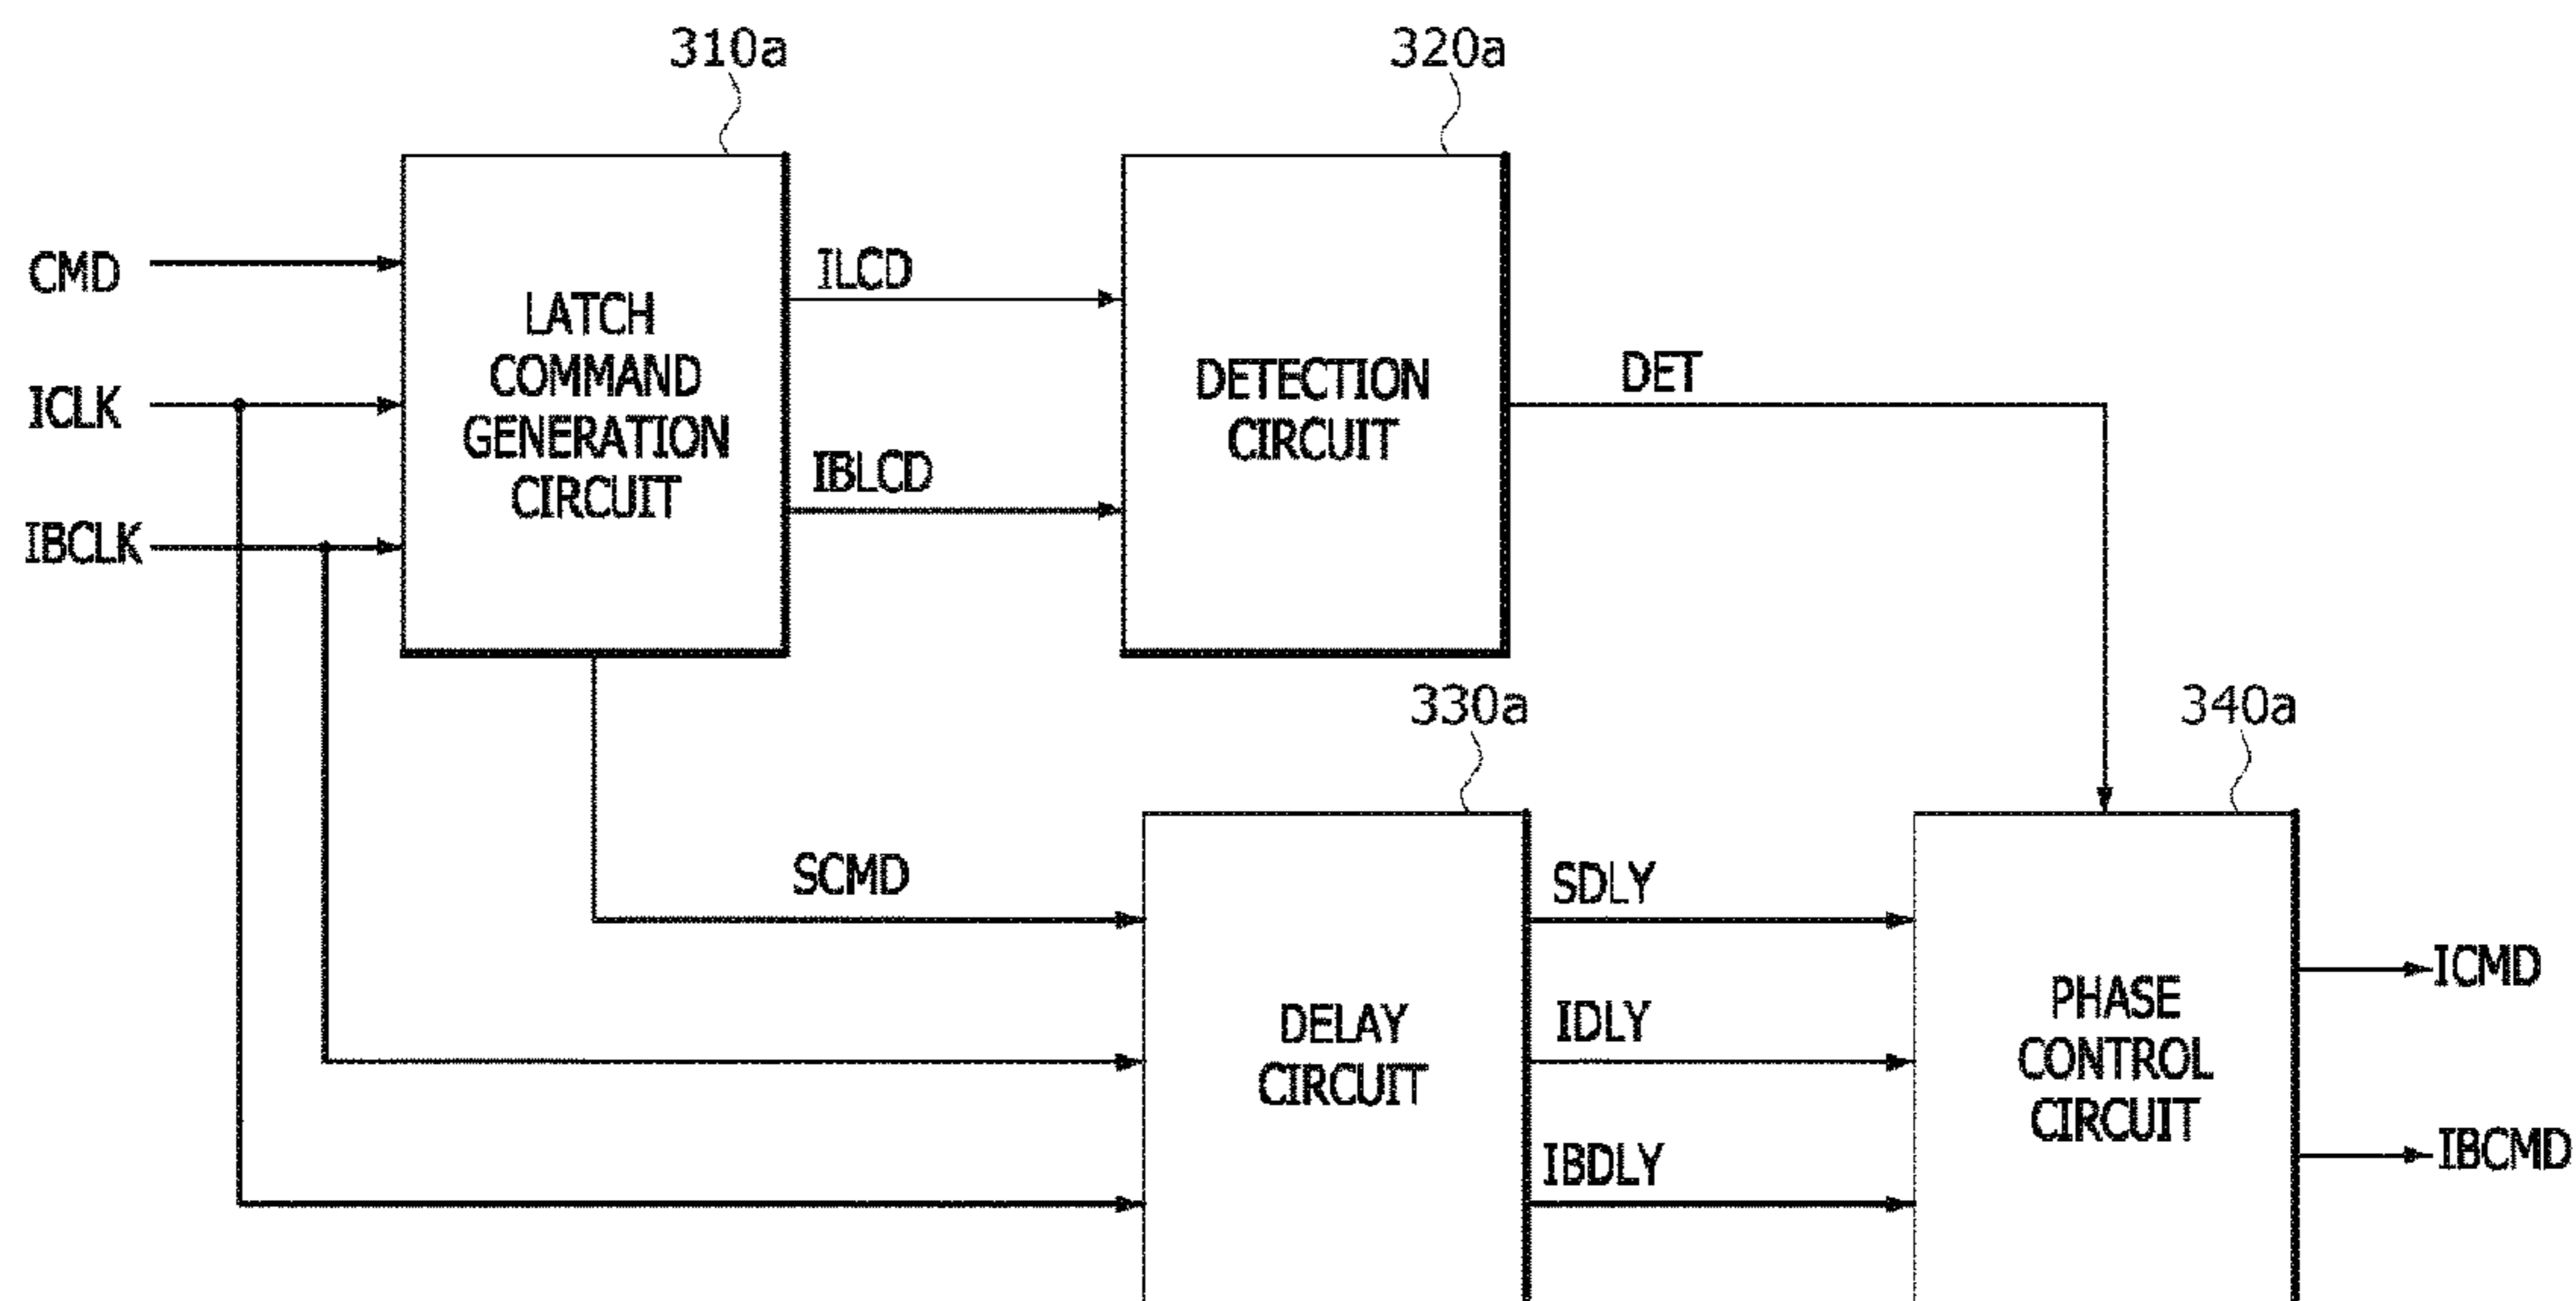 310a
320a
CMD
ICLK
IBCLK
LATCH
COMMAND
GENERATION
CIRCUIT
ILCD
IBLCD
DETECTION
CIRCUIT
DET
330a
340a
SCMD
DELAY
CIRCUIT
SDLY
IDLY
IBDLY
PHASE
CONTROL
CIRCUIT
ICMD
IBCMD